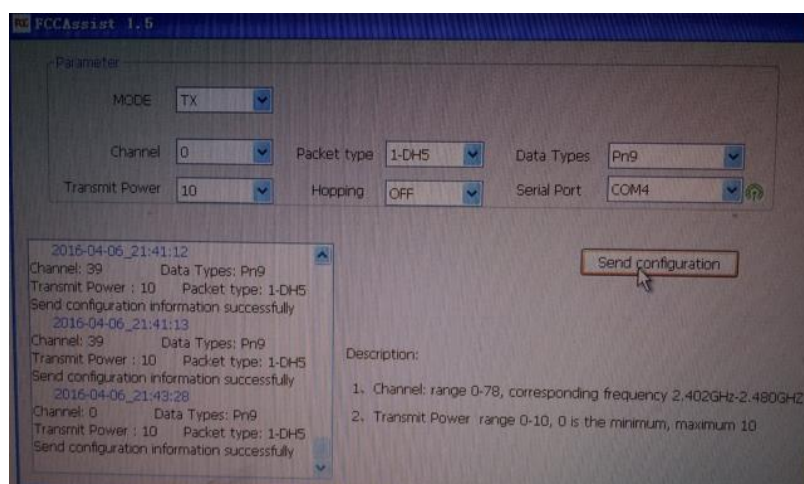 FCC FCCAssist 1.5
Parameter
MODE TX
Channel 0 Packet type 1-DH5 Data Types Pn9
Transmit Power 10 Hopping OFF Serial Port COM4
2016-04-06_21:41:12
Channel: 39 Data Types: Pn9
Transmit Power : 10 Packet type: 1-DH5
Send configuration information successfully
2016-04-06_21:41:13
Channel: 39 Data Types: Pn9
Transmit Power : 10 Packet type: 1-DH5
Send configuration information successfully
2016-04-06_21:43:28
Channel: 0 Data Types: Pn9
Transmit Power : 10 Packet type: 1-DH5
Send configuration information successfully
Send configuration
Description:
1、Channel: range 0-78, corresponding frequency 2.402GHz-2.480GHz
2、Transmit Power range 0-10, 0 is the minimum, maximum 10